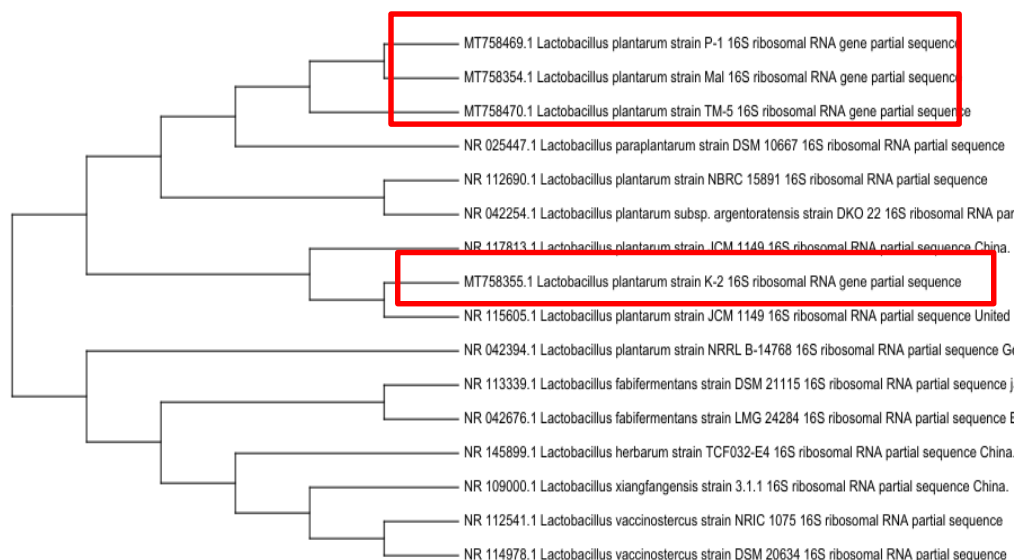 MT758469.1 Lactobacillus plantarum strain P-1 16S ribosomal RNA gene partial sequence
MT758354.1 Lactobacillus plantarum strain Mal 16S ribosomal RNA gene partial sequence
MT758470.1 Lactobacillus plantarum strain TM-5 16S ribosomal RNA gene partial sequence
NR 025447.1 Lactobacillus paraplantarum strain DSM 10667 16S ribosomal RNA partial sequence
NR 112690.1 Lactobacillus plantarum strain NBRC 15891 16S ribosomal RNA partial sequence
NR 042254.1 Lactobacillus plantarum subsp. argentoratensis strain DKO 22 16S ribosomal RNA par
NR 117813.1 Lactobacillus plantarum strain JCM 1149 16S ribosomal RNA partial sequence China.
MT758355.1 Lactobacillus plantarum strain K-2 16S ribosomal RNA gene partial sequence
NR 115605.1 Lactobacillus plantarum strain JCM 1149 16S ribosomal RNA partial sequence United
NR 042394.1 Lactobacillus plantarum strain NRRL B-14768 16S ribosomal RNA partial sequence Ge
NR 113339.1 Lactobacillus fabifermentans strain DSM 21115 16S ribosomal RNA partial sequence j
NR 042676.1 Lactobacillus fabifermentans strain LMG 24284 16S ribosomal RNA partial sequence
NR 145899.1 Lactobacillus herbarum strain TCF032-E4 16S ribosomal RNA partial sequence China.
NR 109000.1 Lactobacillus xiangfangensis strain 3.1.1 16S ribosomal RNA partial sequence China.
NR 112541.1 Lactobacillus vaccinostercus strain NRIC 1075 16S ribosomal RNA partial sequence
NR 114978.1 Lactobacillus vaccinostercus strain DSM 20634 16S ribosomal RNA partial sequence